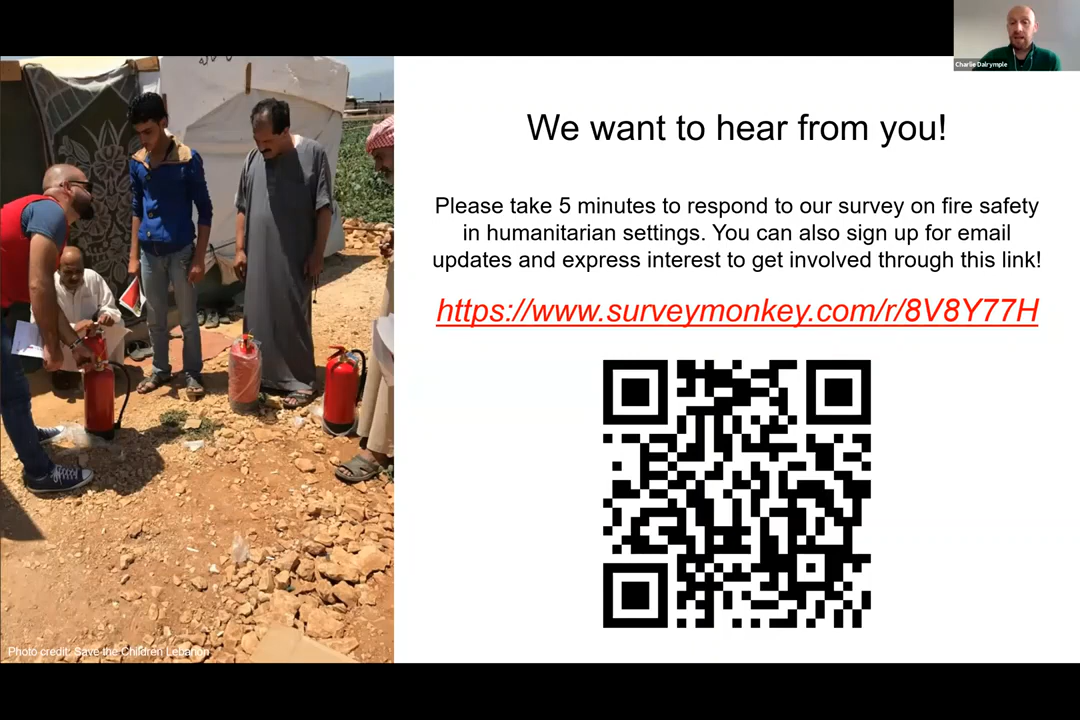 Charlie Dalrymple
We want to hear from you!
Please take 5 minutes to respond to our survey on fire safety
in humanitarian settings. You can also sign up for email
updates and express interest to get involved through this link!
https://www.surveymonkey.com/r/8V8Y77H
Photo credit: Save the Children Lebanon